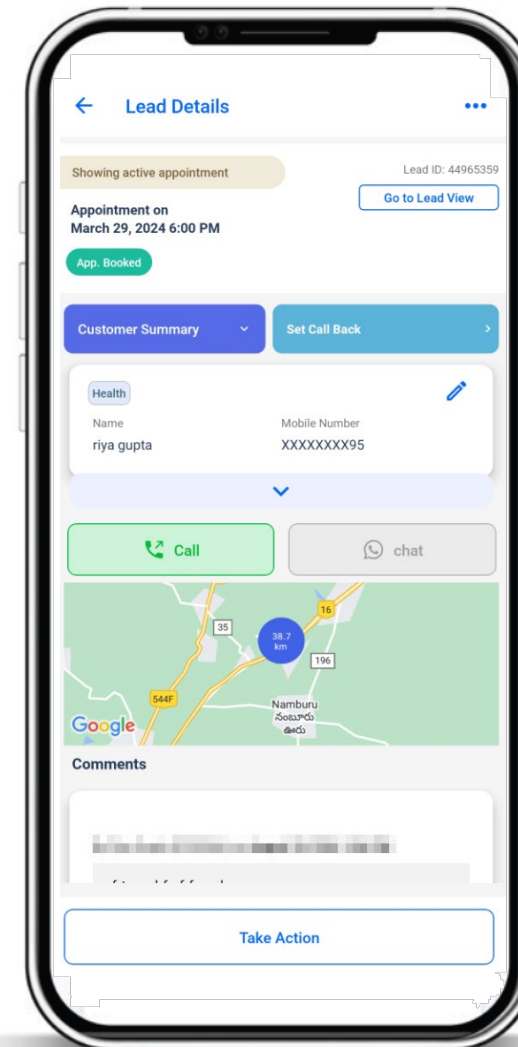 Lead Details
Showing active appointment
Lead ID: 44965359
Go to Lead View
Appointment on
March 29, 2024 6:00 PM
App. Booked
Customer Summary
Set Call Back
Health
Name
Mobile Number
riya gupta
XXXXXXXX95
Call
chat
16
35
38.7
km
196
544F
Namburu
నంబూరు
ఊరు
Google
Comments
Take Action